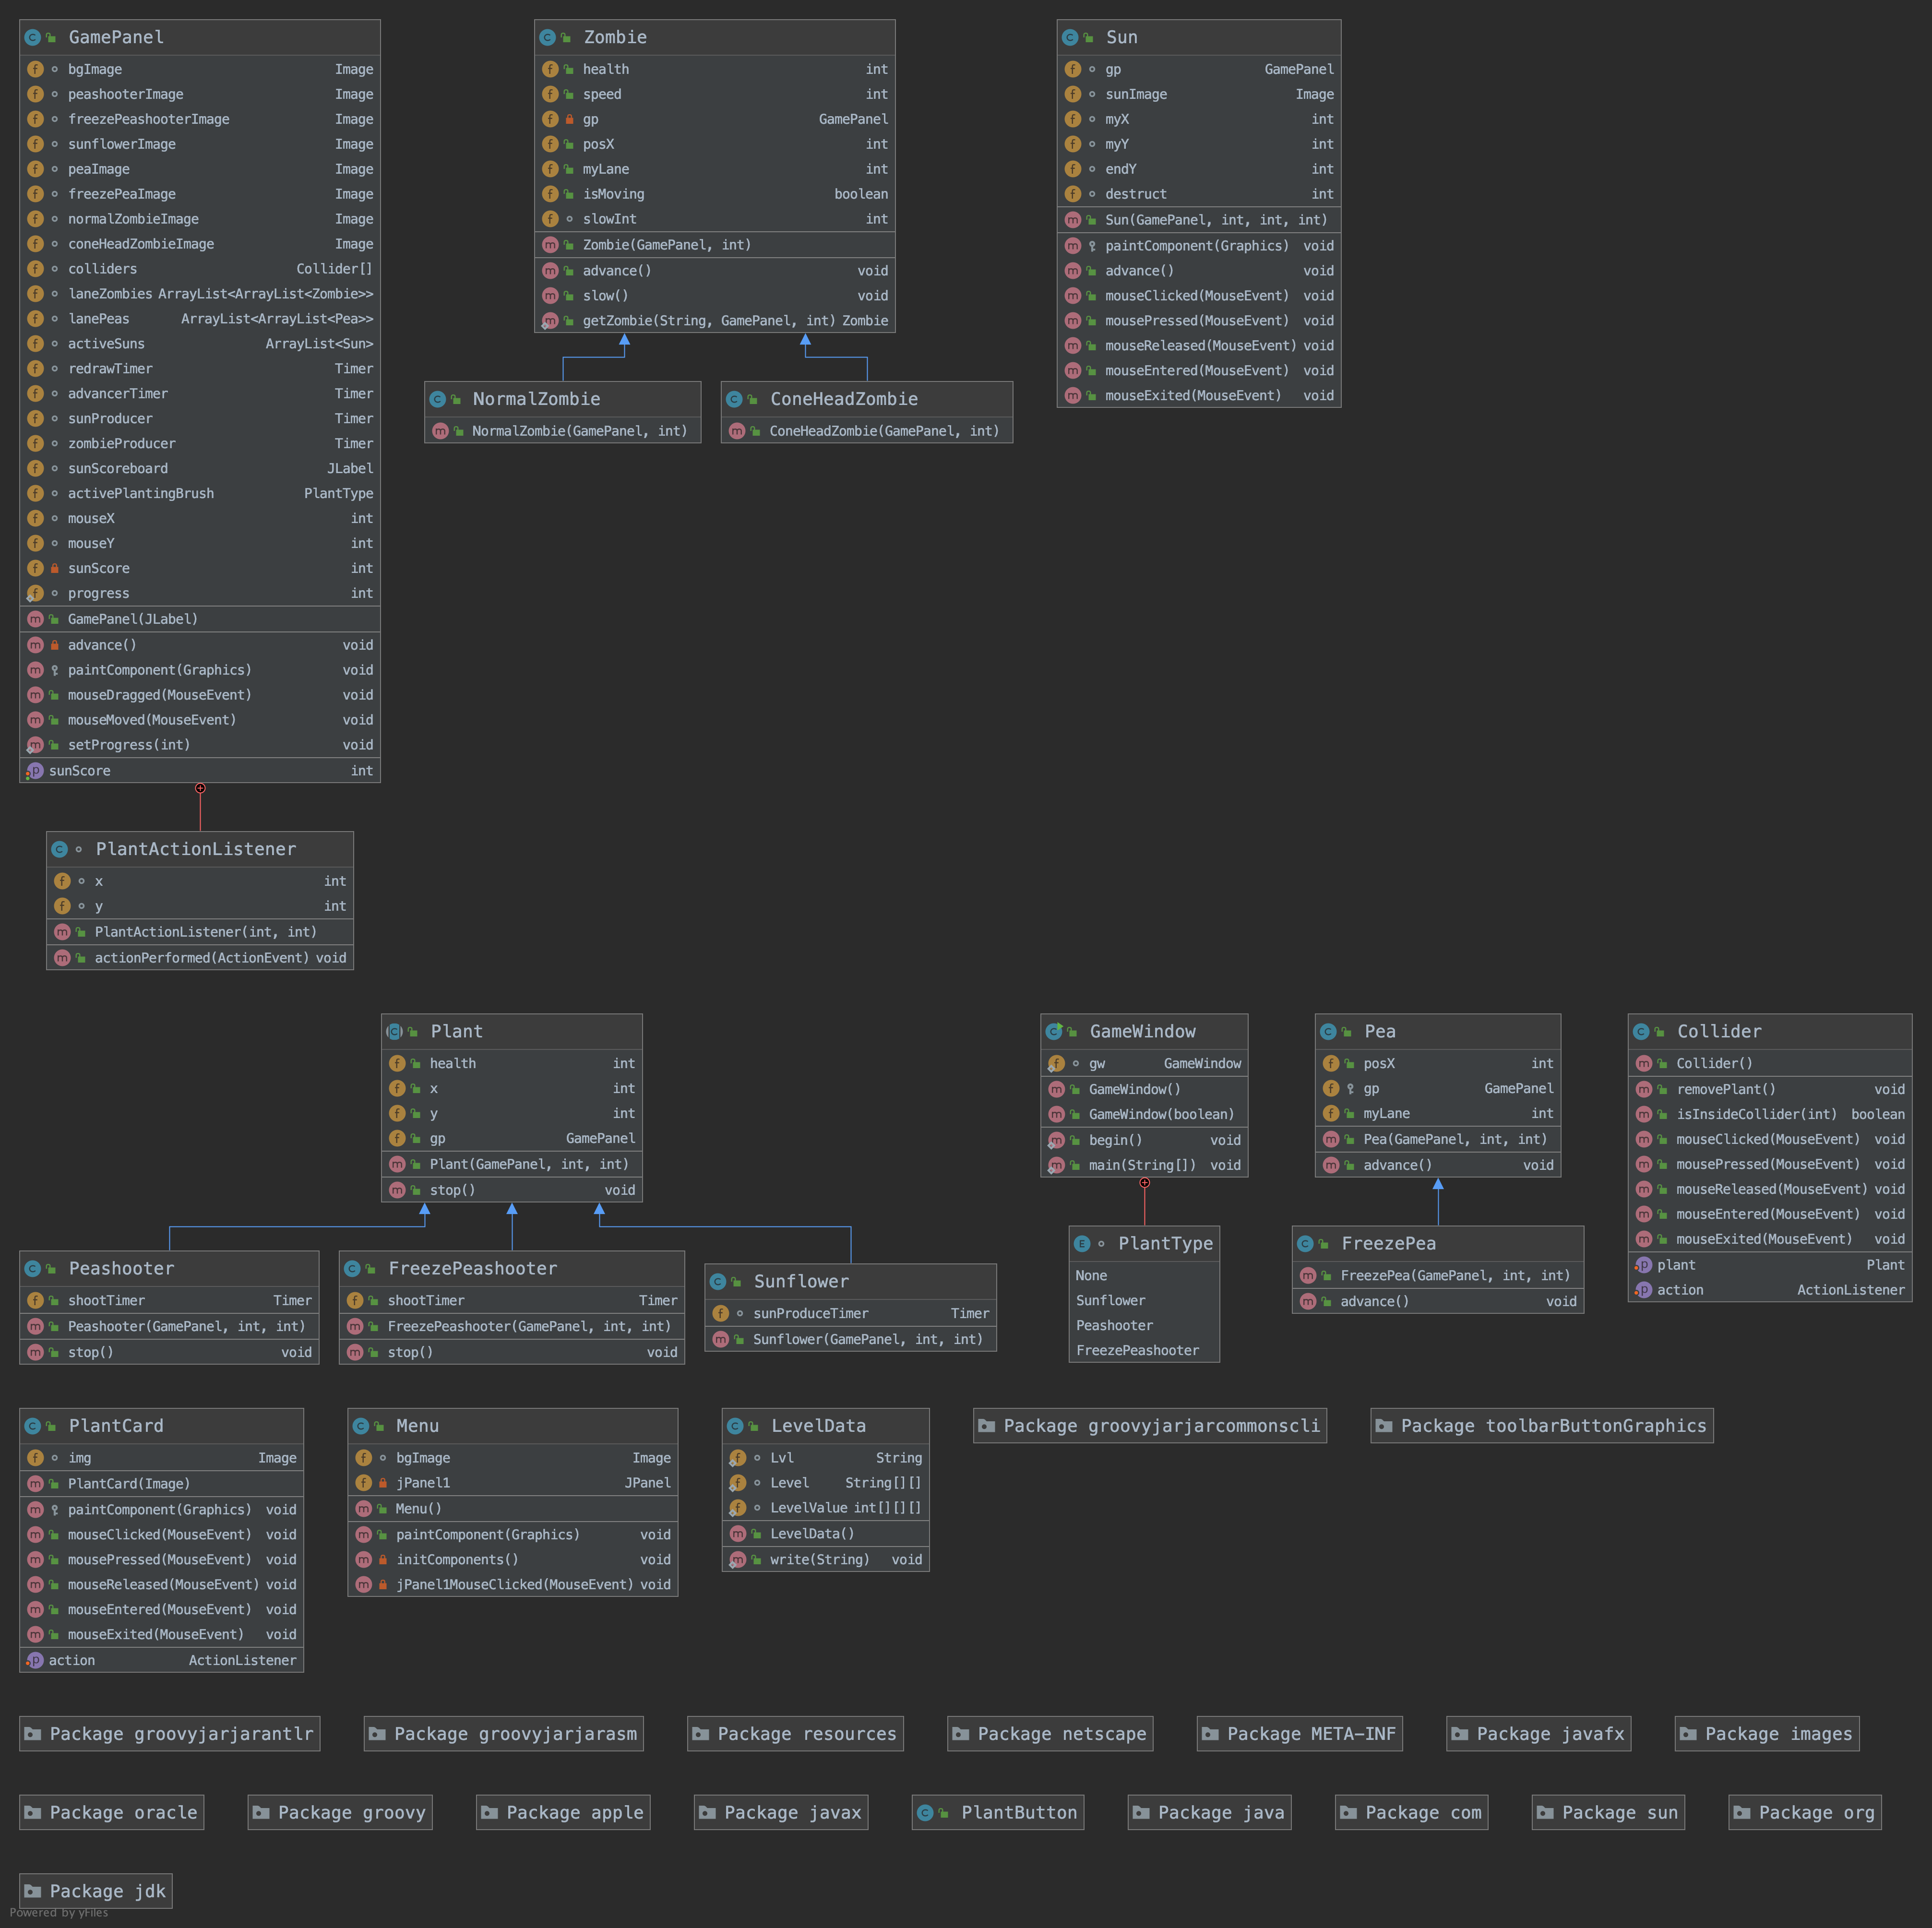 GamePanel
bgImage Image
peashooterImage Image
freezePeashooterImage Image
sunflowerImage Image
peaImage Image
freezePeaImage Image
normalZombieImage Image
coneHeadZombieImage Image
colliders Collider[]
laneZombies ArrayList<ArrayList<Zombie>>
lanePeas ArrayList<ArrayList<Pea>>
activeSuns ArrayList<Sun>
redrawTimer Timer
advancerTimer Timer
sunProducer Timer
zombieProducer Timer
sunScoreboard JLabel
activePlantingBrush PlantType
mouseX int
mouseY int
sunScore int
progress int
GamePanel(JLabel)
advance() void
paintComponent(Graphics) void
mouseDragged(MouseEvent) void
mouseMoved(MouseEvent) void
setProgress(int) void
sunScore int
Zombie
health int
speed int
gp GamePanel
posX int
myLane int
isMoving boolean
slowInt int
Zombie(GamePanel, int)
advance() void
slow() void
getZombie(String, GamePanel, int) Zombie
NormalZombie
NormalZombie(GamePanel, int)
ConeHeadZombie
ConeHeadZombie(GamePanel, int)
Sun
gp GamePanel
sunImage Image
myX int
myY int
endY int
destruct int
Sun(GamePanel, int, int, int)
paintComponent(Graphics) void
advance() void
mouseClicked(MouseEvent) void
mousePressed(MouseEvent) void
mouseReleased(MouseEvent) void
mouseEntered(MouseEvent) void
mouseExited(MouseEvent) void
PlantActionListener
x int
y int
PlantActionListener(int, int)
actionPerformed(ActionEvent) void
Plant
health int
x int
y int
gp GamePanel
Plant(GamePanel, int, int)
stop() void
GameWindow
gw GameWindow
GameWindow()
GameWindow(boolean)
begin() void
main(String[]) void
Pea
posX int
gp GamePanel
myLane int
Pea(GamePanel, int, int)
advance() void
Collider
Collider()
removePlant() void
isInsideCollider(int) boolean
mouseClicked(MouseEvent) void
mousePressed(MouseEvent) void
mouseReleased(MouseEvent) void
mouseEntered(MouseEvent) void
mouseExited(MouseEvent) void
plant Plant
action ActionListener
Peashooter
shootTimer Timer
Peashooter(GamePanel, int, int)
stop() void
FreezePeashooter
shootTimer Timer
FreezePeashooter(GamePanel, int, int)
stop() void
Sunflower
sunProduceTimer Timer
Sunflower(GamePanel, int, int)
PlantType
None
Sunflower
Peashooter
FreezePeashooter
FreezePea
FreezePea(GamePanel, int, int)
advance() void
PlantCard
img Image
PlantCard(Image)
paintComponent(Graphics) void
mouseClicked(MouseEvent) void
mousePressed(MouseEvent) void
mouseReleased(MouseEvent) void
mouseEntered(MouseEvent) void
mouseExited(MouseEvent) void
action ActionListener
Menu
bgImage Image
jPanel1 JPanel
Menu()
paintComponent(Graphics) void
initComponents() void
jPanel1MouseClicked(MouseEvent) void
LevelData
Lvl String
Level String[][]
LevelValue int[][][]
LevelData()
write(String) void
Package groovyjarjarcommonscli
Package toolbarButtonGraphics
Package groovyjarjarantlr
Package groovyjarjarasm
Package resources
Package netscape
Package META-INF
Package javafx
Package images
Package oracle
Package groovy
Package apple
Package javax
PlantButton
Package java
Package com
Package sun
Package org
Package jdk
Powered by yFiles